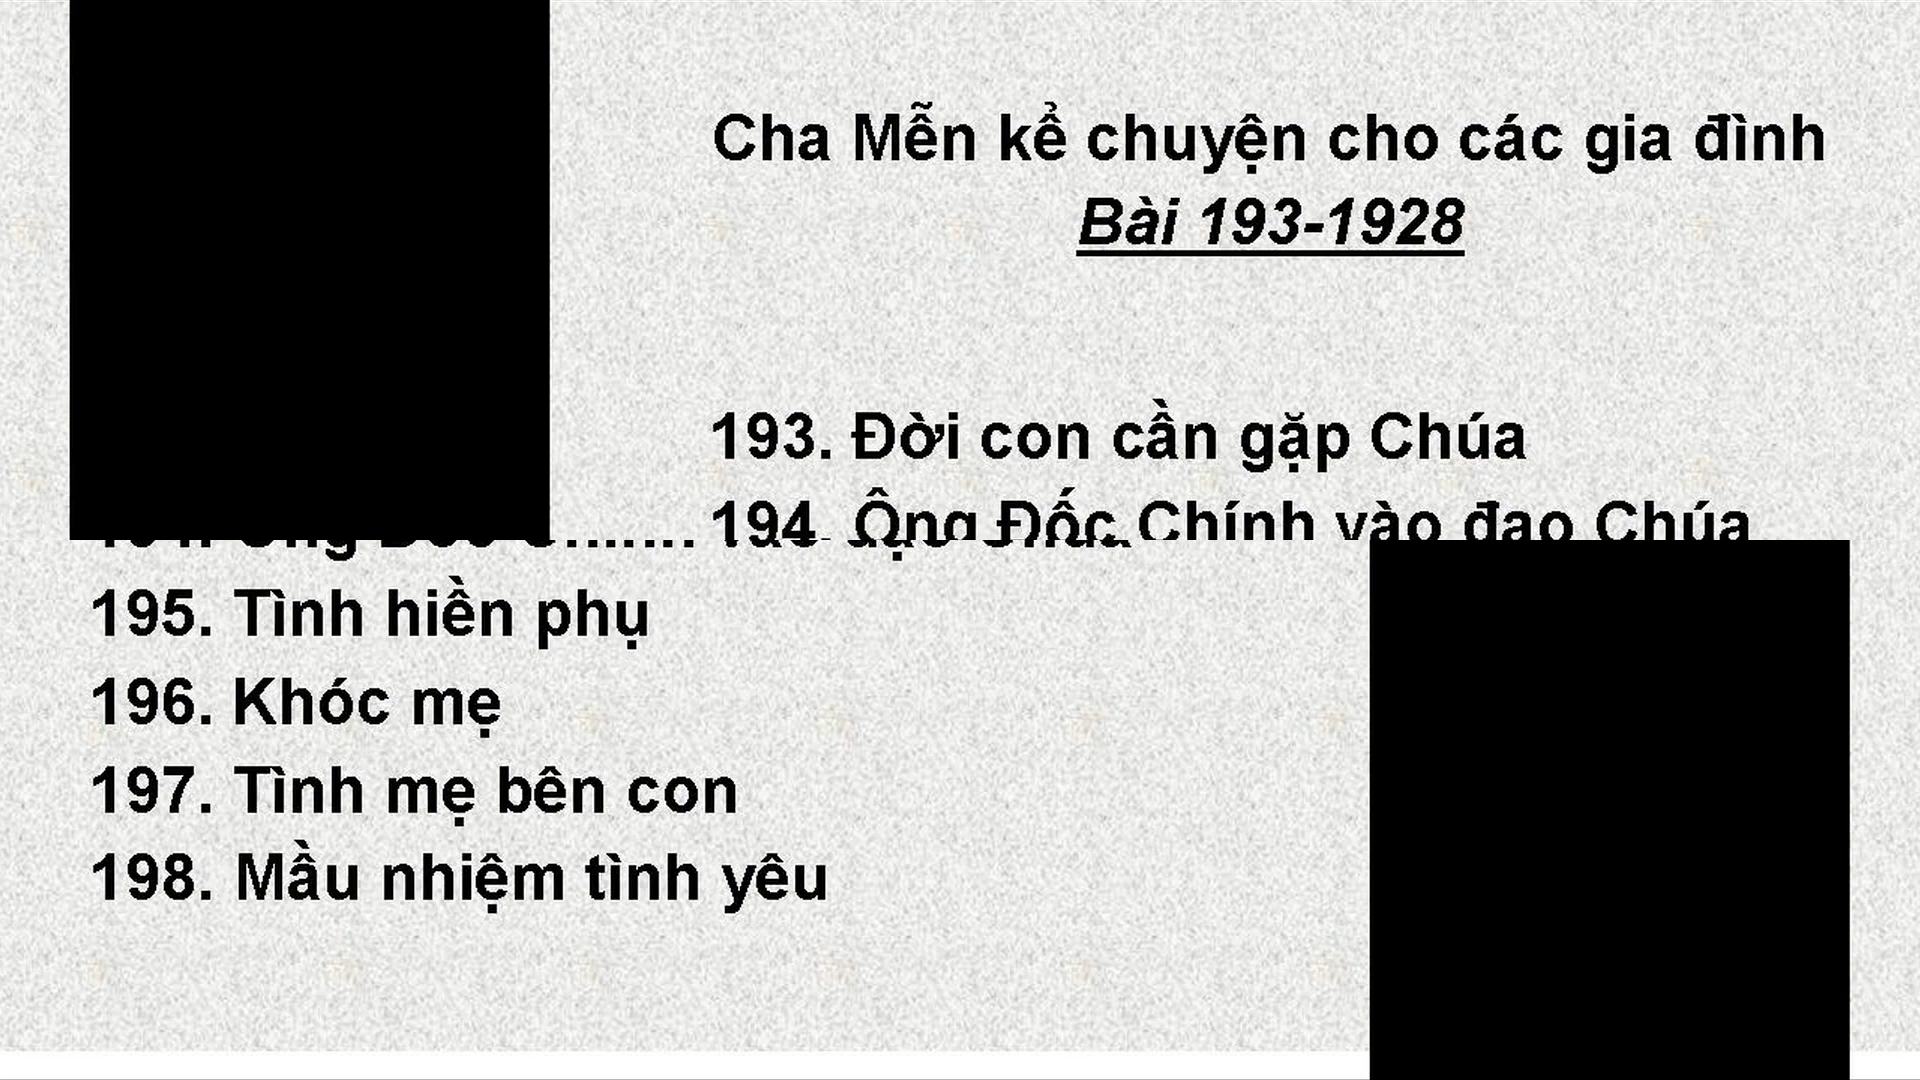 Cha Mễn kể chuyện cho các gia đình
Bài 193-1928
193. Đời con cần gặp Chúa
194. Ông Đốc Chính vào đạo Chúa
195. Tình hiền phụ
196. Khóc mẹ
197. Tình mẹ bên con
198. Mầu nhiệm tình yêu